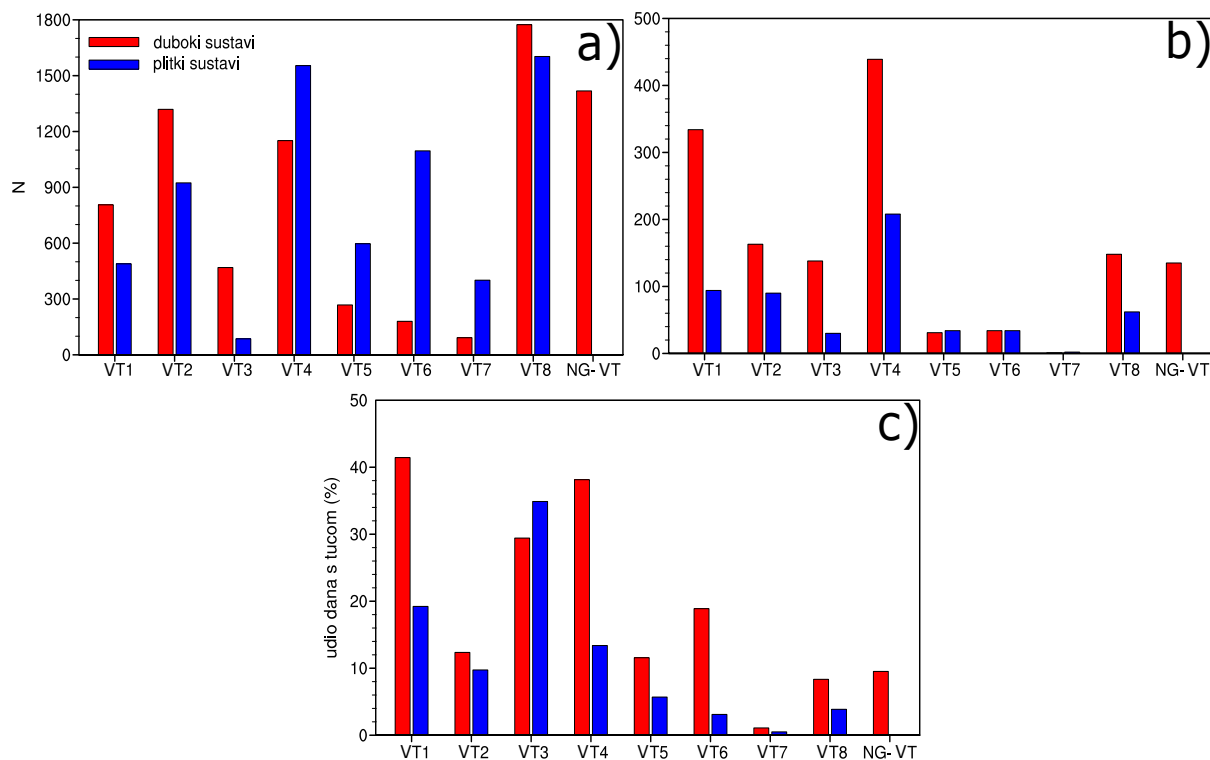 a)
1800
1500
1200
900
600
300
0
N
duboki sustavi
plitki sustavi
VT1 VT2 VT3 VT4 VT5 VT6 VT7 VT8 NG- VT
b)
500
400
300
200
100
0
VT1 VT2 VT3 VT4 VT5 VT6 VT7 VT8 NG- VT
c)
50
40
30
20
10
0
udio dana s tucom (%)
VT1 VT2 VT3 VT4 VT5 VT6 VT7 VT8 NG- VT